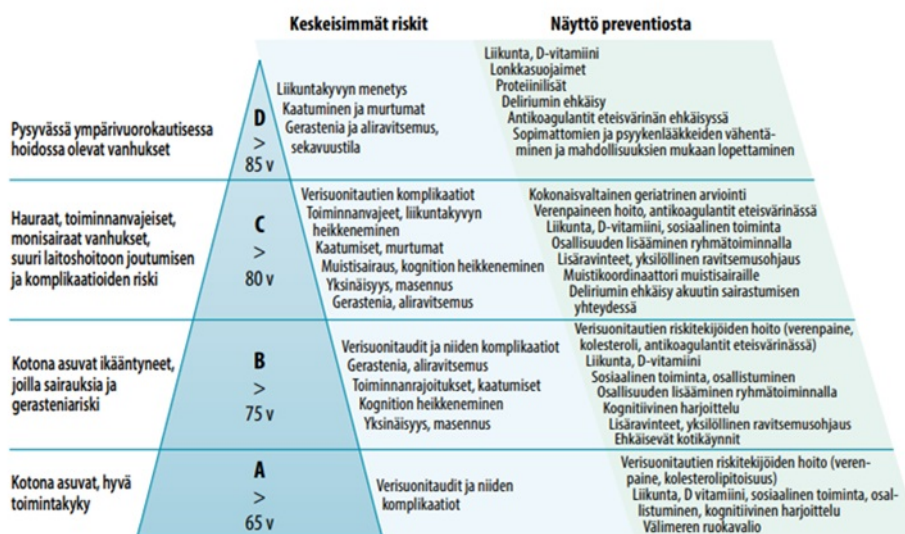 Keskeisimmät riskit
Näyttö preventiosta
Pysyvässä ympärivuorokautisessa
hoidossa olevat vanhukset
D
>
85 v
Liikuntakyvyn menetys
Kaatuminen ja murtumat
Gerastenia ja aliravitsemus,
sekavuustila
Liikunta, D-vitamiini
Lonkkasuojaimet
Proteiinilisät
Deliriumin ehkäisy
Antikoagulantit eteisvärinän ehkäisyssä
Sopimattomien ja psyykenlääkkeiden vähentä-
minen ja mahdollisuuksien mukaan lopettaminen
Hauraat, toiminnanvajeiset,
monisairaat vanhukset,
suuri laitoshoitoon joutumisen
ja komplikaatioiden riski
C
>
80 v
Verisuonitautien komplikaatiot
Toiminnanvajeet, liikuntakyvyn
heikkeneminen
Kaatumiset, murtumat
Muistisairaus, kognition heikkeneminen
Yksinäisyys, masennus
Gerastenia, aliravitsemus
Kokonaisvaltainen geriatrinen arviointi
Verenpaineen hoito, antikoagulantit eteisvärinässä
Liikunta, D-vitamiini, sosiaalinen toiminta
Osallisuuden lisääminen ryhmätoiminnalla
Lisäravinteet, yksilöllinen ravitsemusohjaus
Muistikoordinaattori muistisairaille
Deliriumin ehkäisy akuutin sairastumisen
yhteydessä
Kotona asuvat ikääntyneet,
joilla sairauksia ja
gerasteniariski
B
>
75 v
Verisuonitaudit ja niiden komplikaatiot
Gerastenia, aliravitsemus
Toiminnanrajoitukset, kaatumiset
Kognition heikkeneminen
Yksinäisyys, masennus
Verisuonitautien riskitekijöiden hoito (verenpaine,
kolesteroli, antikoagulantit eteisvärinässä)
Liikunta, D-vitamiini
Sosiaalinen toiminta, osallistuminen
Osallisuuden lisääminen ryhmätoiminnalla
Kognitiivinen harjoittelu
Lisäravinteet, yksilöllinen ravitsemusohjaus
Ehkäisevät kotikäynnit
Kotona asuvat, hyvä
toimintakyky
A
>
65 v
Verisuonitaudit ja niiden
komplikaatiot
Verisuonitautien riskitekijöiden hoito (veren-
paine, kolesterolipitoisuus)
Liikunta, D vitamiini, sosiaalinen toiminta, osal-
listuminen, kognitiivinen harjoittelu
Välimeren ruokavalio